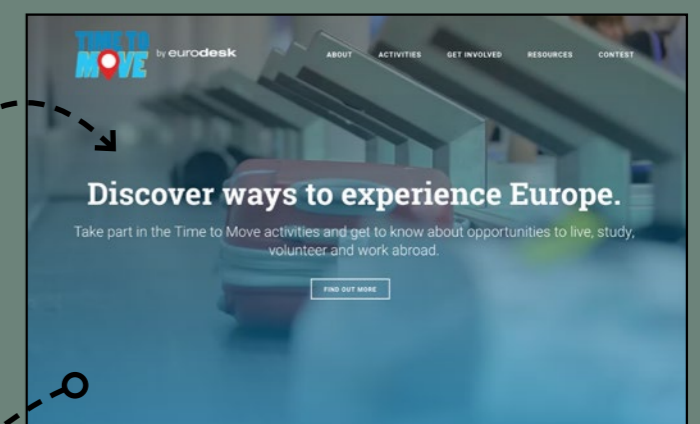 TIME TO
MOVE
by eurodesk
ABOUT ACTIVITIES GET INVOLVED RESOURCES CONTEST
Discover ways to experience Europe.
Take part in the Time to Move activities and get to know about opportunities to live, study,
volunteer and work abroad.
FIND OUT MORE